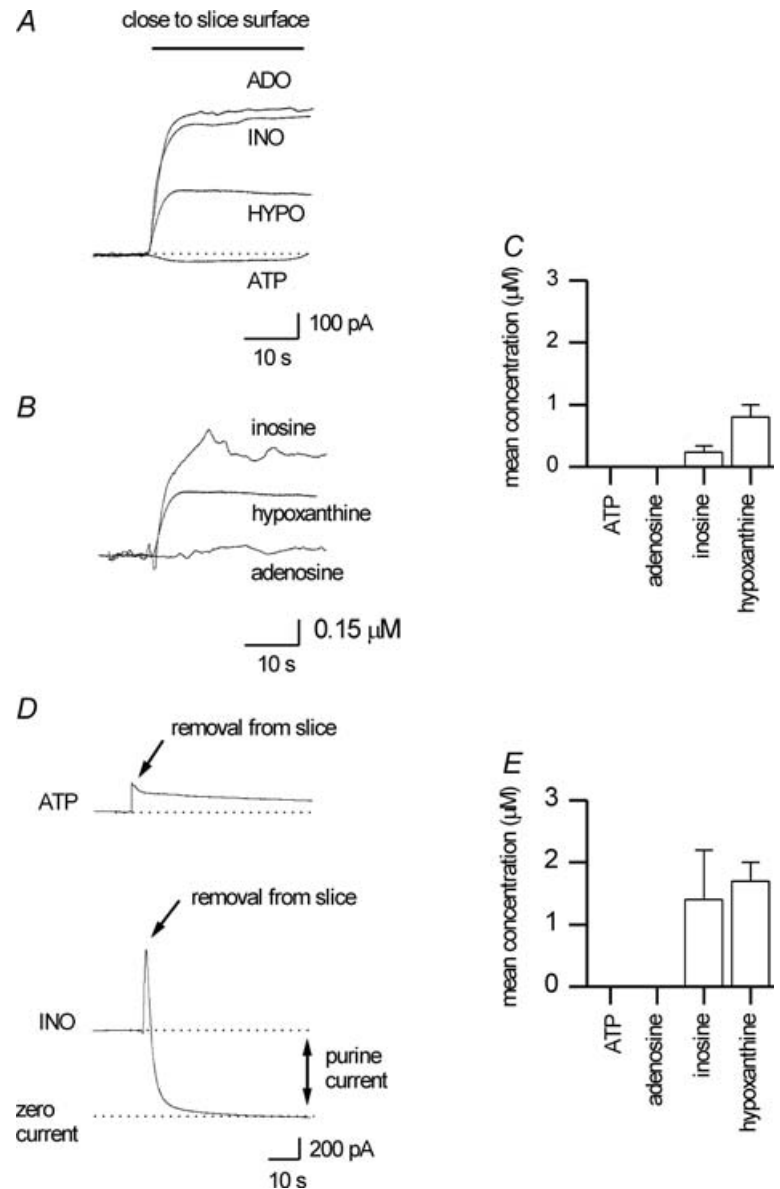 A
close to slice surface
ADO
INO
HYPO
ATP
100 pA
10 s
B
inosine
hypoxanthine
adenosine
0.15 μM
10 s
C
mean concentration (μM)
3
2
1
0
ATP
adenosine
inosine
hypoxanthine
D
removal from slice
ATP
removal from slice
INO
purine
current
zero
current
200 pA
10 s
E
mean concentration (μM)
3
2
1
0
ATP
adenosine
inosine
hypoxanthine